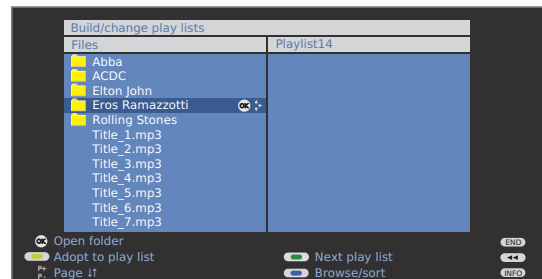 Build/change play lists
Files Playlist14
Abba
ACDC
Elton John
Eros Ramazzotti OK
Rolling Stones
Title_1.mp3
Title_2.mp3
Title_3.mp3
Title_4.mp3
Title_5.mp3
Title_6.mp3
Title_7.mp3
OK Open folder END
Adopt to play list Next play list
P+ P- Page ↓↑ Browse/sort INFO